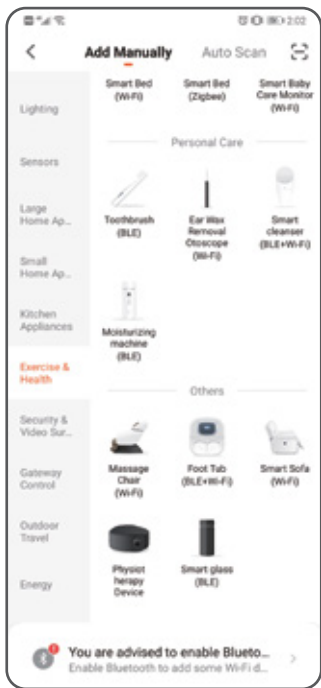 2:02
Add Manually
Auto Scan
Lighting
Sensors
Large
Home Ap...
Small
Home Ap...
Kitchen
Appliances
Exercise &
Health
Security &
Video Sur...
Gateway
Control
Outdoor
Travel
Energy
Smart Bed
(Wi-Fi)
Smart Bed
(Zigbee)
Smart Baby
Care Monitor
(Wi-Fi)
Personal Care
Toothbrush
(BLE)
Ear Wax
Removal
Otoscope
(Wi-Fi)
Smart
cleanser
(BLE+Wi-Fi)
Moisturizing
machine
(BLE)
Others
Massage
Chair
(Wi-Fi)
Foot Tub
(BLE+Wi-Fi)
Smart Sofa
(Wi-Fi)
Physiot
herapy
Device
Smart glass
(BLE)
You are advised to enable Blueto...
Enable Bluetooth to add some Wi-Fi d...